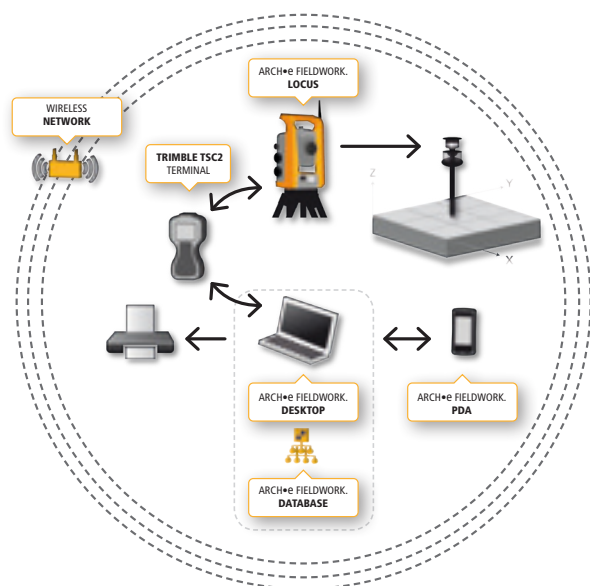 ARCH•e FIELDWORK.
LOCUS
WIRELESS
NETWORK
TRIMBLE TSC2
TERMINAL
Z
Y
X
ARCH•e FIELDWORK.
DESKTOP
ARCH•e FIELDWORK.
PDA
ARCH•e FIELDWORK.
DATABASE